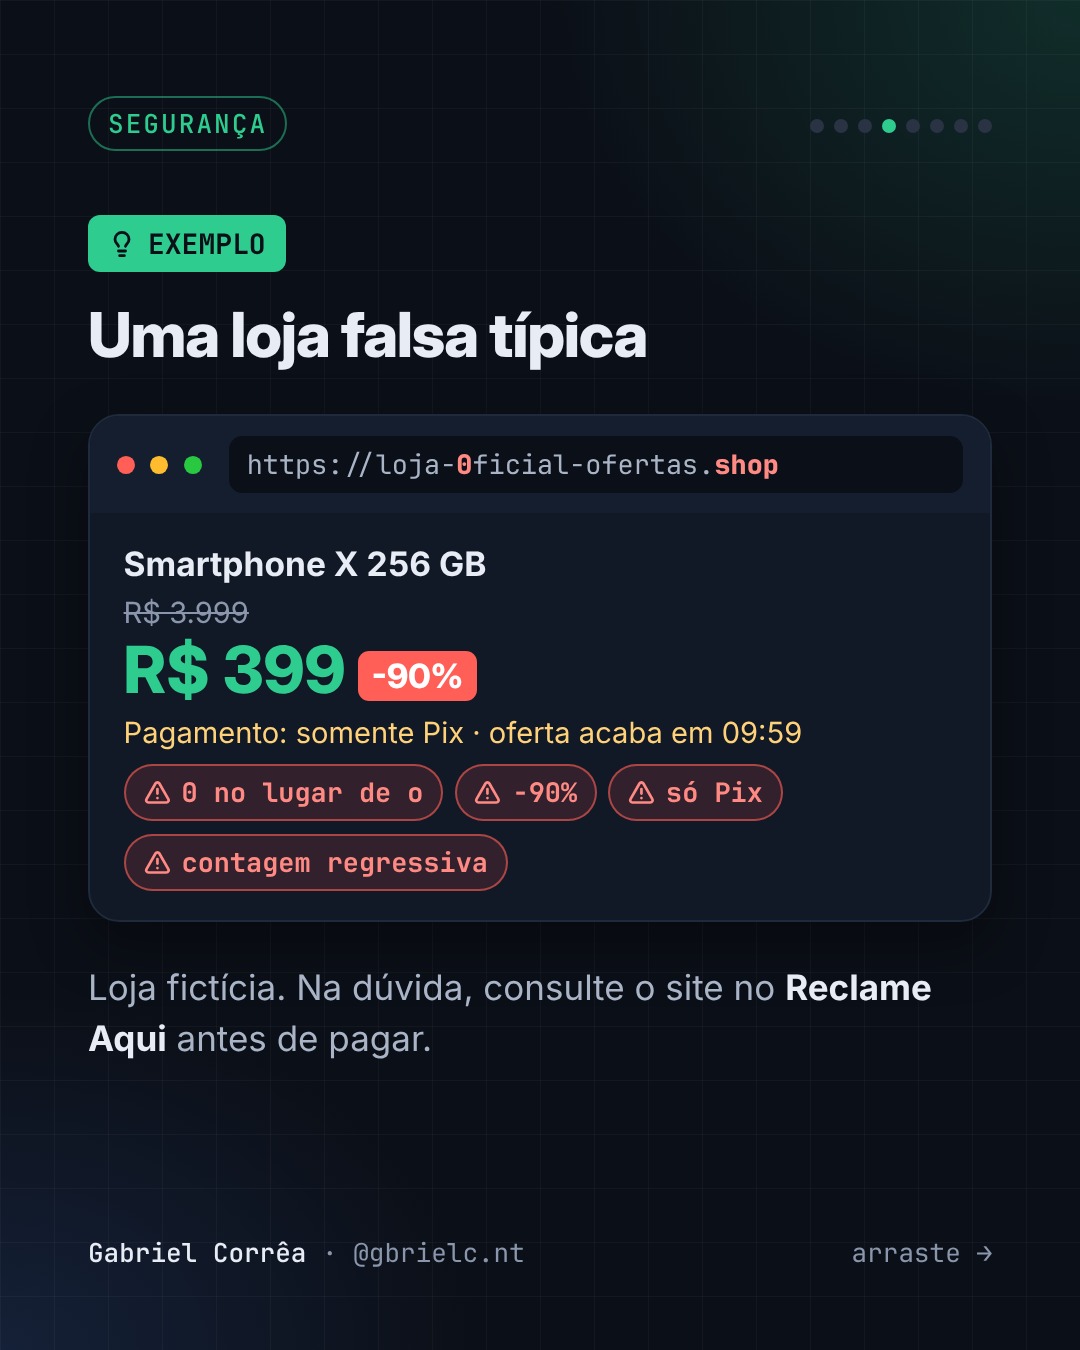 SEGURANÇA
EXEMPLO
Uma loja falsa típica
https://loja-0ficial-ofertas.shop
Smartphone X 256 GB
R$ 3.999
R$ 399 -90%
Pagamento: somente Pix · oferta acaba em 09:59
0 no lugar de o -90% só Pix
contagem regressiva
Loja fictícia. Na dúvida, consulte o site no Reclame
Aqui antes de pagar.
Gabriel Corrêa · @gbrielc.nt arraste →